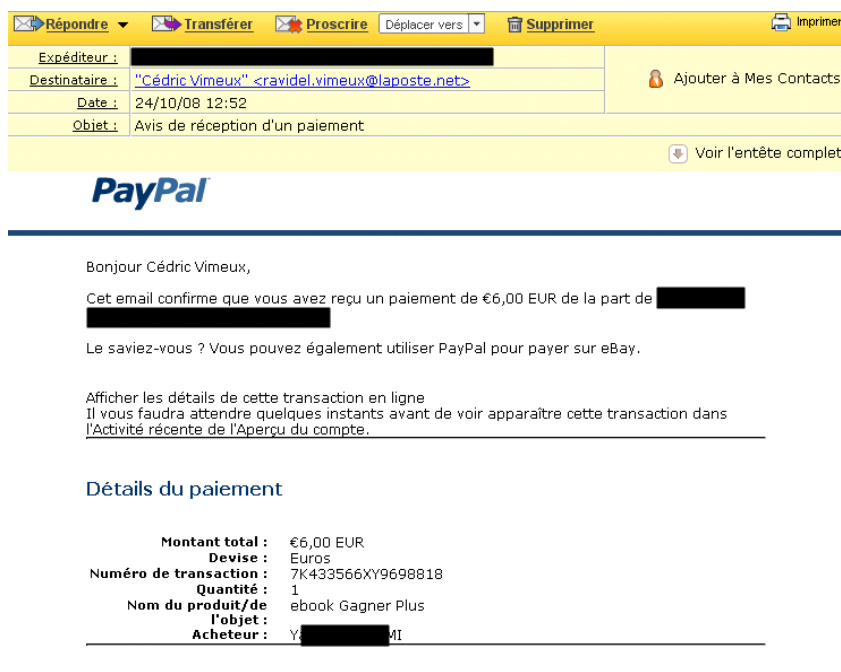 Répondre Transférer Proscrire Déplacer vers Supprimer Imprimer
Expéditeur :
Destinataire : "Cédric Vimeux" <ravidel.vimeux@laposte.net> Ajouter à Mes Contacts
Date : 24/10/08 12:52
Objet : Avis de réception d'un paiement
Voir l'entête complet
PayPal
Bonjour Cédric Vimeux,
Cet email confirme que vous avez reçu un paiement de €6,00 EUR de la part de
Le saviez-vous ? Vous pouvez également utiliser PayPal pour payer sur eBay.
Afficher les détails de cette transaction en ligne
Il vous faudra attendre quelques instants avant de voir apparaître cette transaction dans
l'Activité récente de l'Aperçu du compte.
Détails du paiement
Montant total : €6,00 EUR
Devise : Euros
Numéro de transaction : 7K433566XY9698818
Quantité : 1
Nom du produit/de ebook Gagner Plus
l'objet :
Acheteur : Y MI